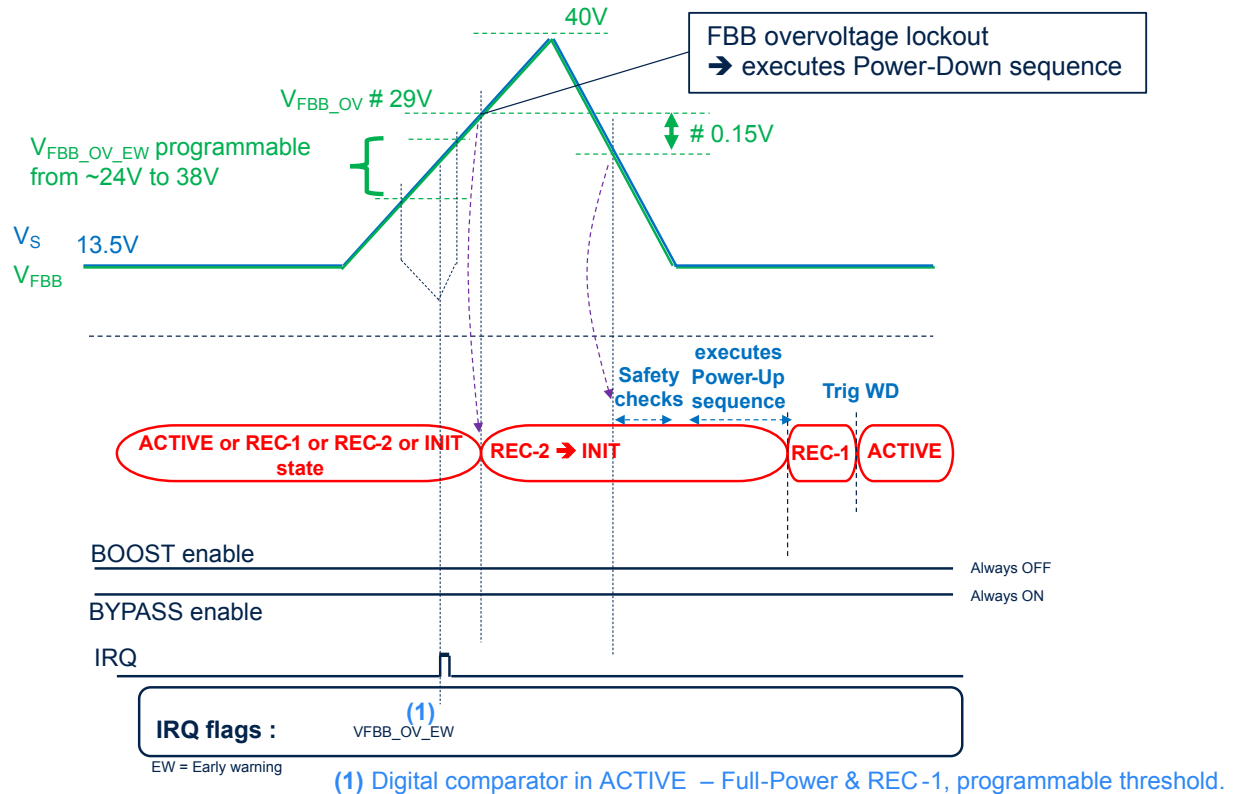 40V
FBB overvoltage lockout
➔ executes Power-Down sequence
VFBB_OV # 29V
# 0.15V
VFBB_OV_EW programmable
from ~24V to 38V
VS 13.5V
VFBB
executes
Safety Power-Up
checks sequence
Trig WD
ACTIVE or REC-1 or REC-2 or INIT
state
REC-2 ➔ INIT
REC-1
ACTIVE
BOOST enable
Always OFF
Always ON
BYPASS enable
IRQ
(1)
IRQ flags : VFBB_OV_EW
EW = Early warning
(1) Digital comparator in ACTIVE – Full-Power & REC-1, programmable threshold.